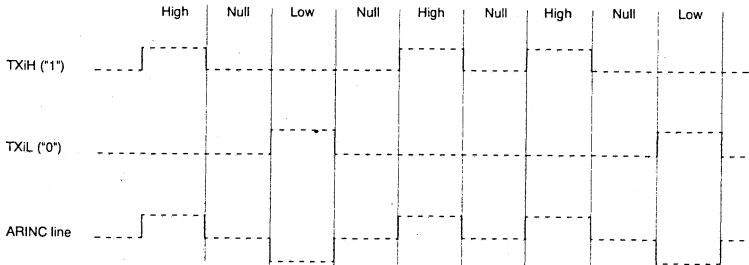 High Null Low Null High Null High Null Low
TXiH ("1")
TXiL ("0")
ARINC line